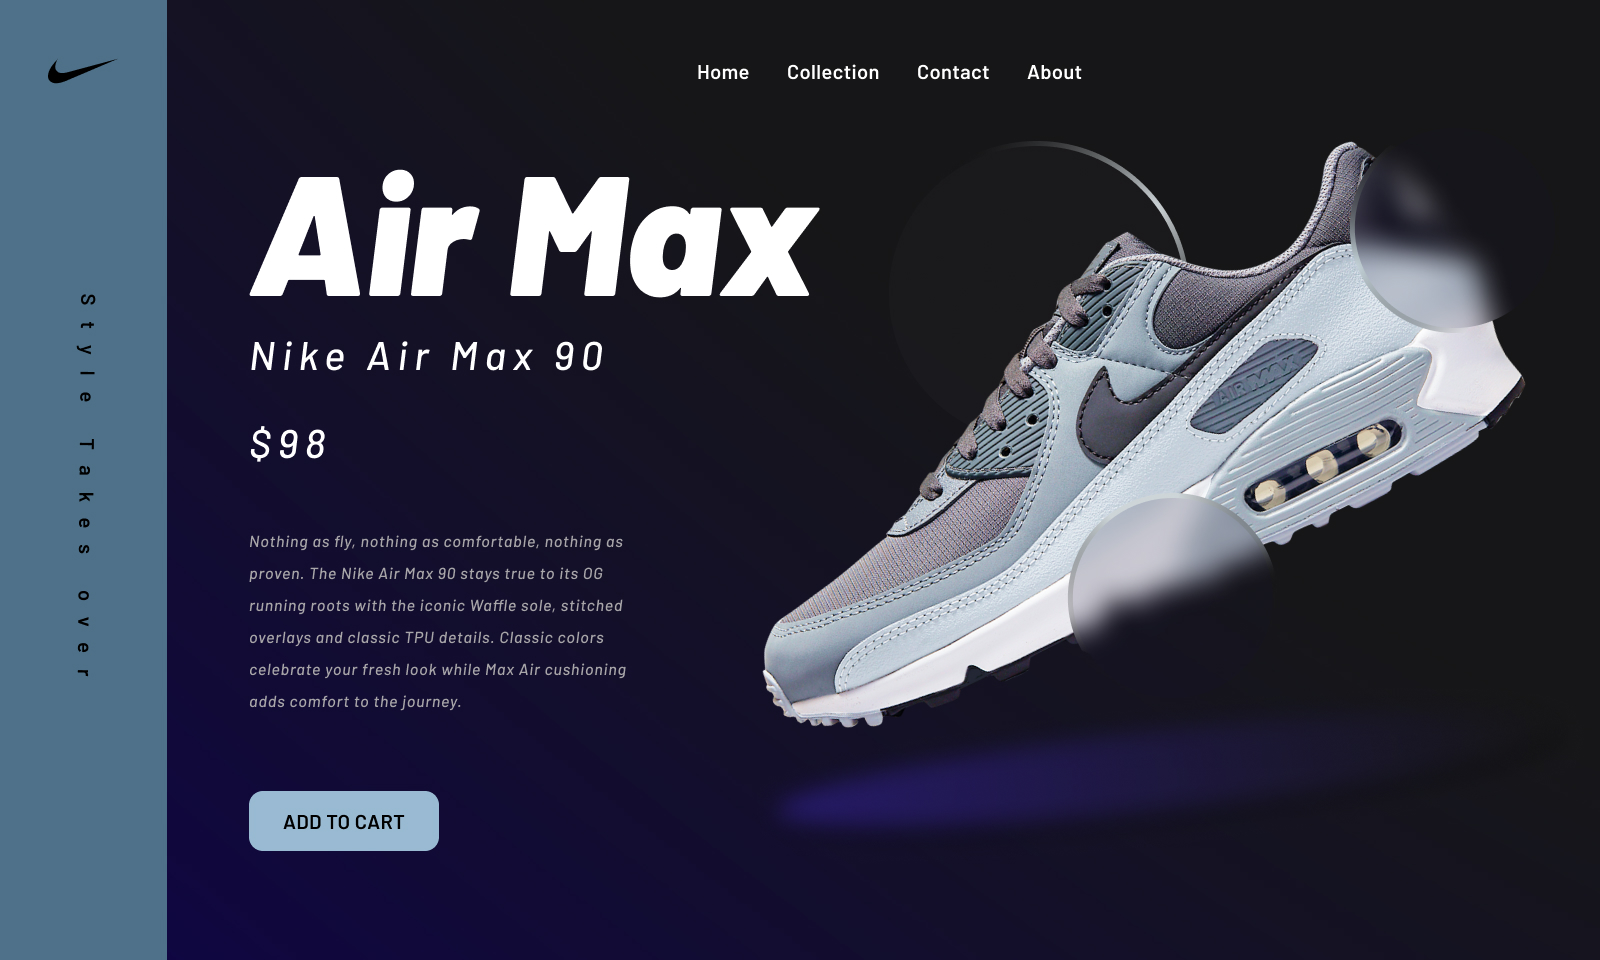 Home Collection Contact About
Style Takes over
Air Max
Nike Air Max 90
$98
Nothing as fly, nothing as comfortable, nothing as
proven. The Nike Air Max 90 stays true to its OG
running roots with the iconic Waffle sole, stitched
overlays and classic TPU details. Classic colors
celebrate your fresh look while Max Air cushioning
adds comfort to the journey.
ADD TO CART
AIR MAX